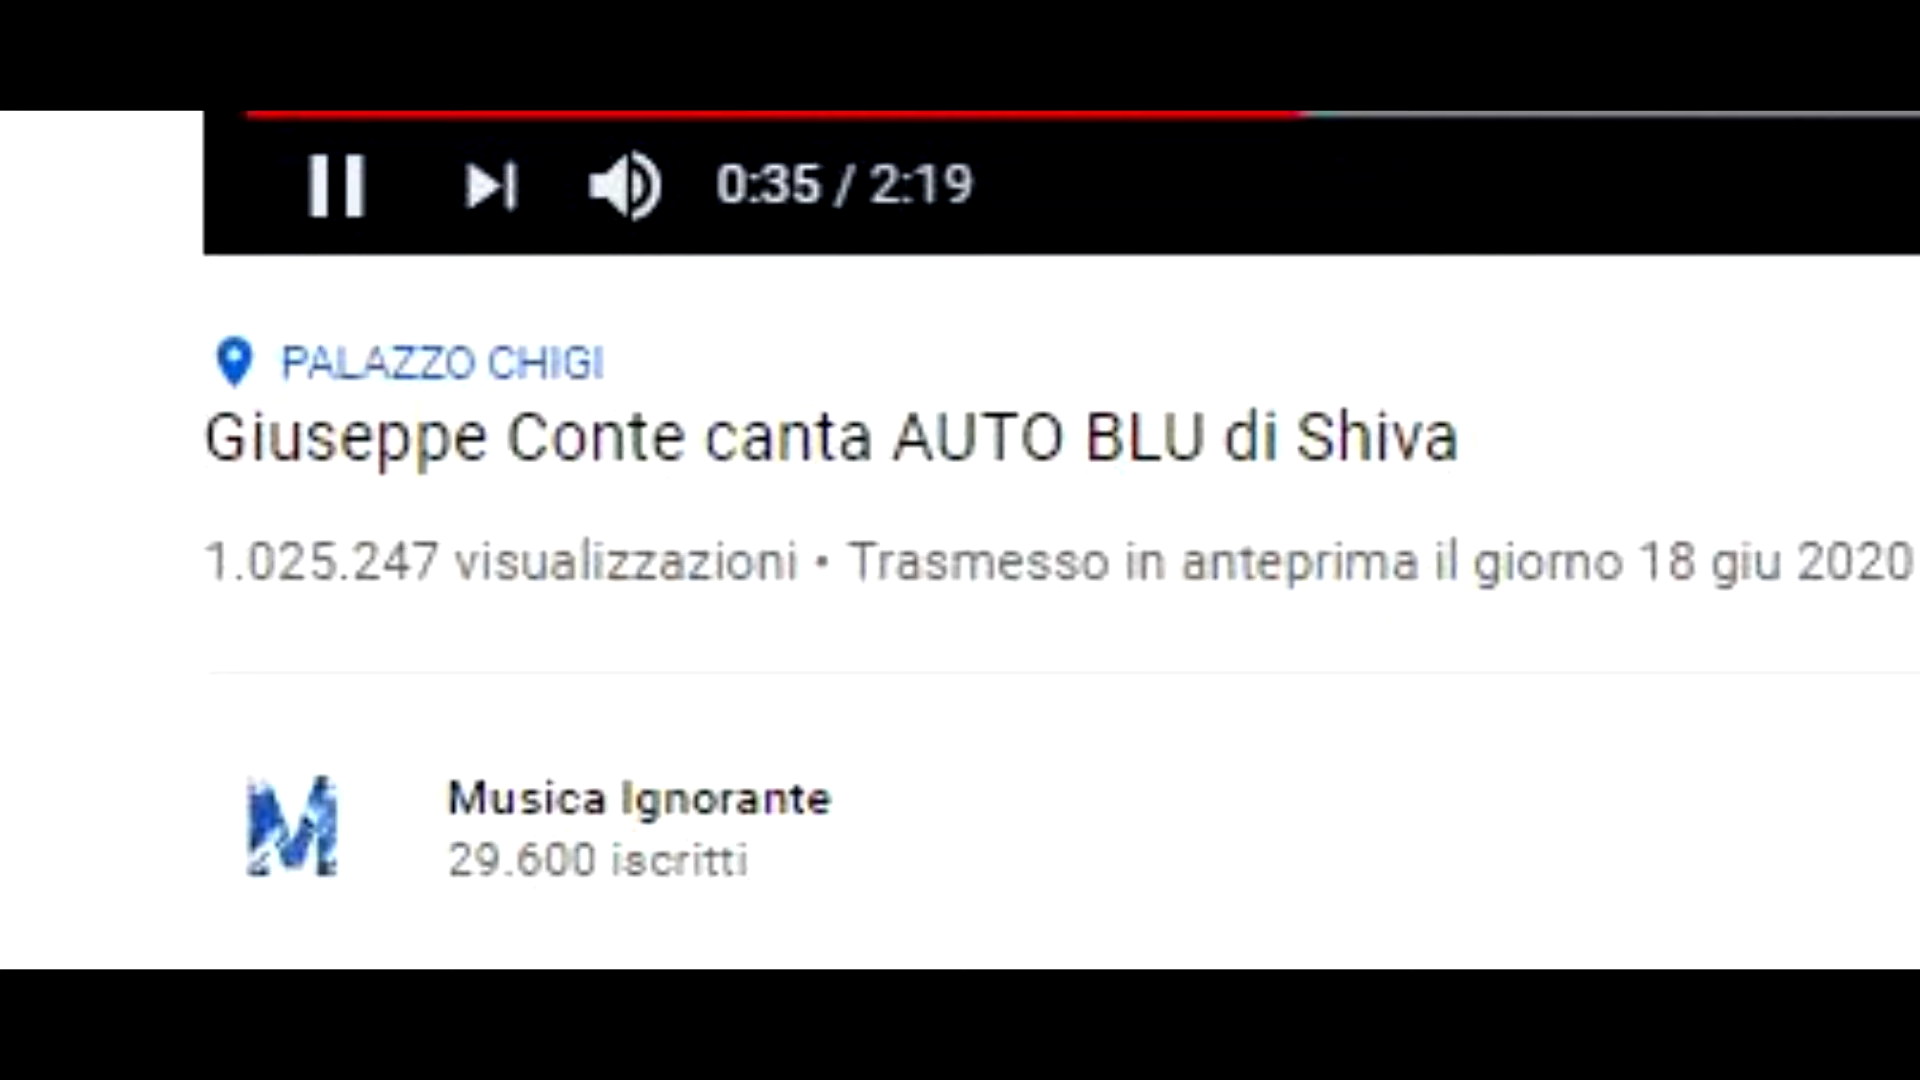 0:35 / 2:19
PALAZZO CHIGI
Giuseppe Conte canta AUTO BLU di Shiva
1.025.247 visualizzazioni • Trasmesso in anteprima il giorno 18 giu 2020
M
Musica Ignorante
29.600 iscritti